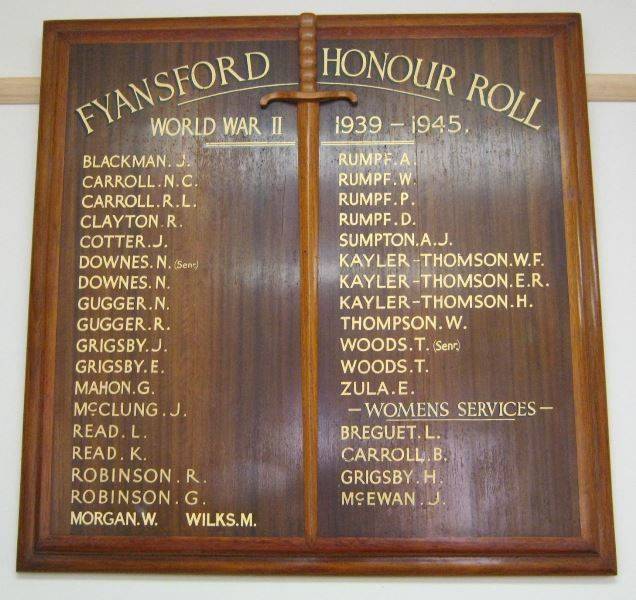 FYANSFORD HONOUR ROLL
WORLD WAR II 1939 - 1945.
BLACKMAN. J.
CARROLL. N.C.
CARROLL. R.L.
CLAYTON. R.
COTTER. J.
DOWNES. N. (Senr)
DOWNES. N.
GUGGER. N.
GUGGER. R.
GRIGSBY. J.
GRIGSBY. E.
MAHON. G.
McCLUNG. J.
READ. L.
READ. K.
ROBINSON. R.
ROBINSON. G.
MORGAN. W. WILKS. M.
RUMPF. A.
RUMPF. W.
RUMPF. P.
RUMPF. D.
SUMPTON. A.J.
KAYLER-THOMSON. W.F.
KAYLER-THOMSON. E.R.
KAYLER-THOMSON. H.
THOMPSON. W.
WOODS. T. (Senr)
WOODS. T.
ZULA. E.
- WOMENS SERVICES -
BREGUET. L.
CARROLL. B.
GRIGSBY. H.
McEWAN. J.